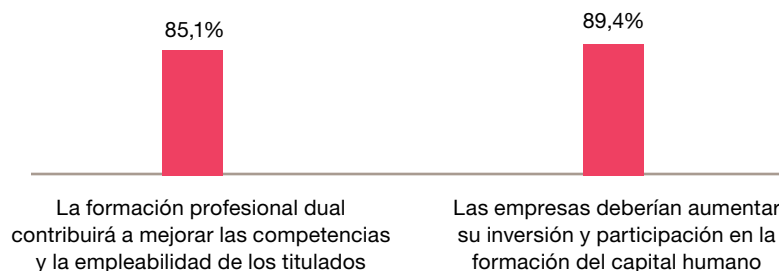 85,1%
89,4%
La formación profesional dual
contribuirá a mejorar las competencias
y la empleabilidad de los titulados
Las empresas deberían aumentar
su inversión y participación en la
formación del capital humano